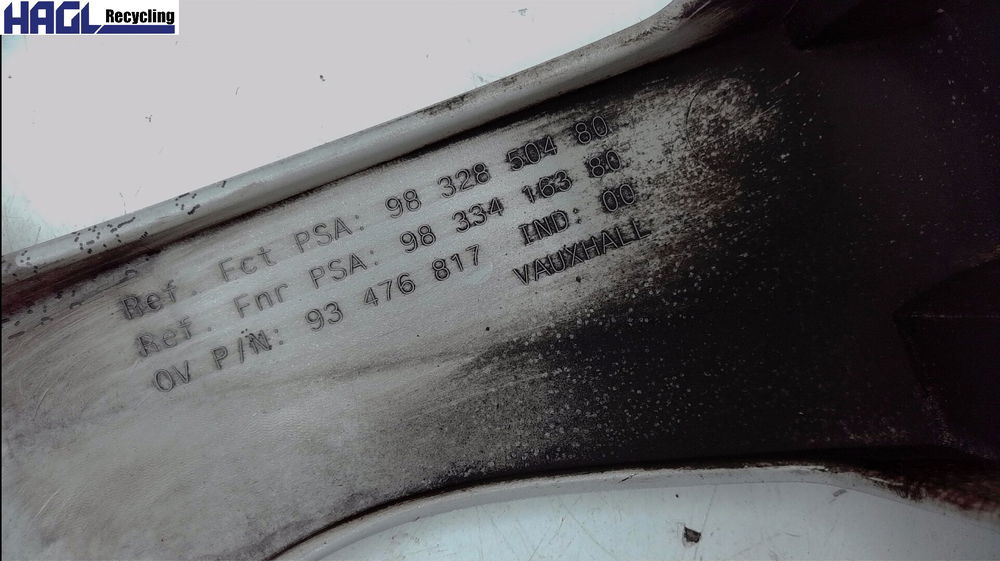 HAGL Recycling
Ref. Fct PSA: 98 328 504 80
Ref. Fnr PSA: 98 334 163 80
OV P/N: 93 476 817 IND: 00
VAUXHALL